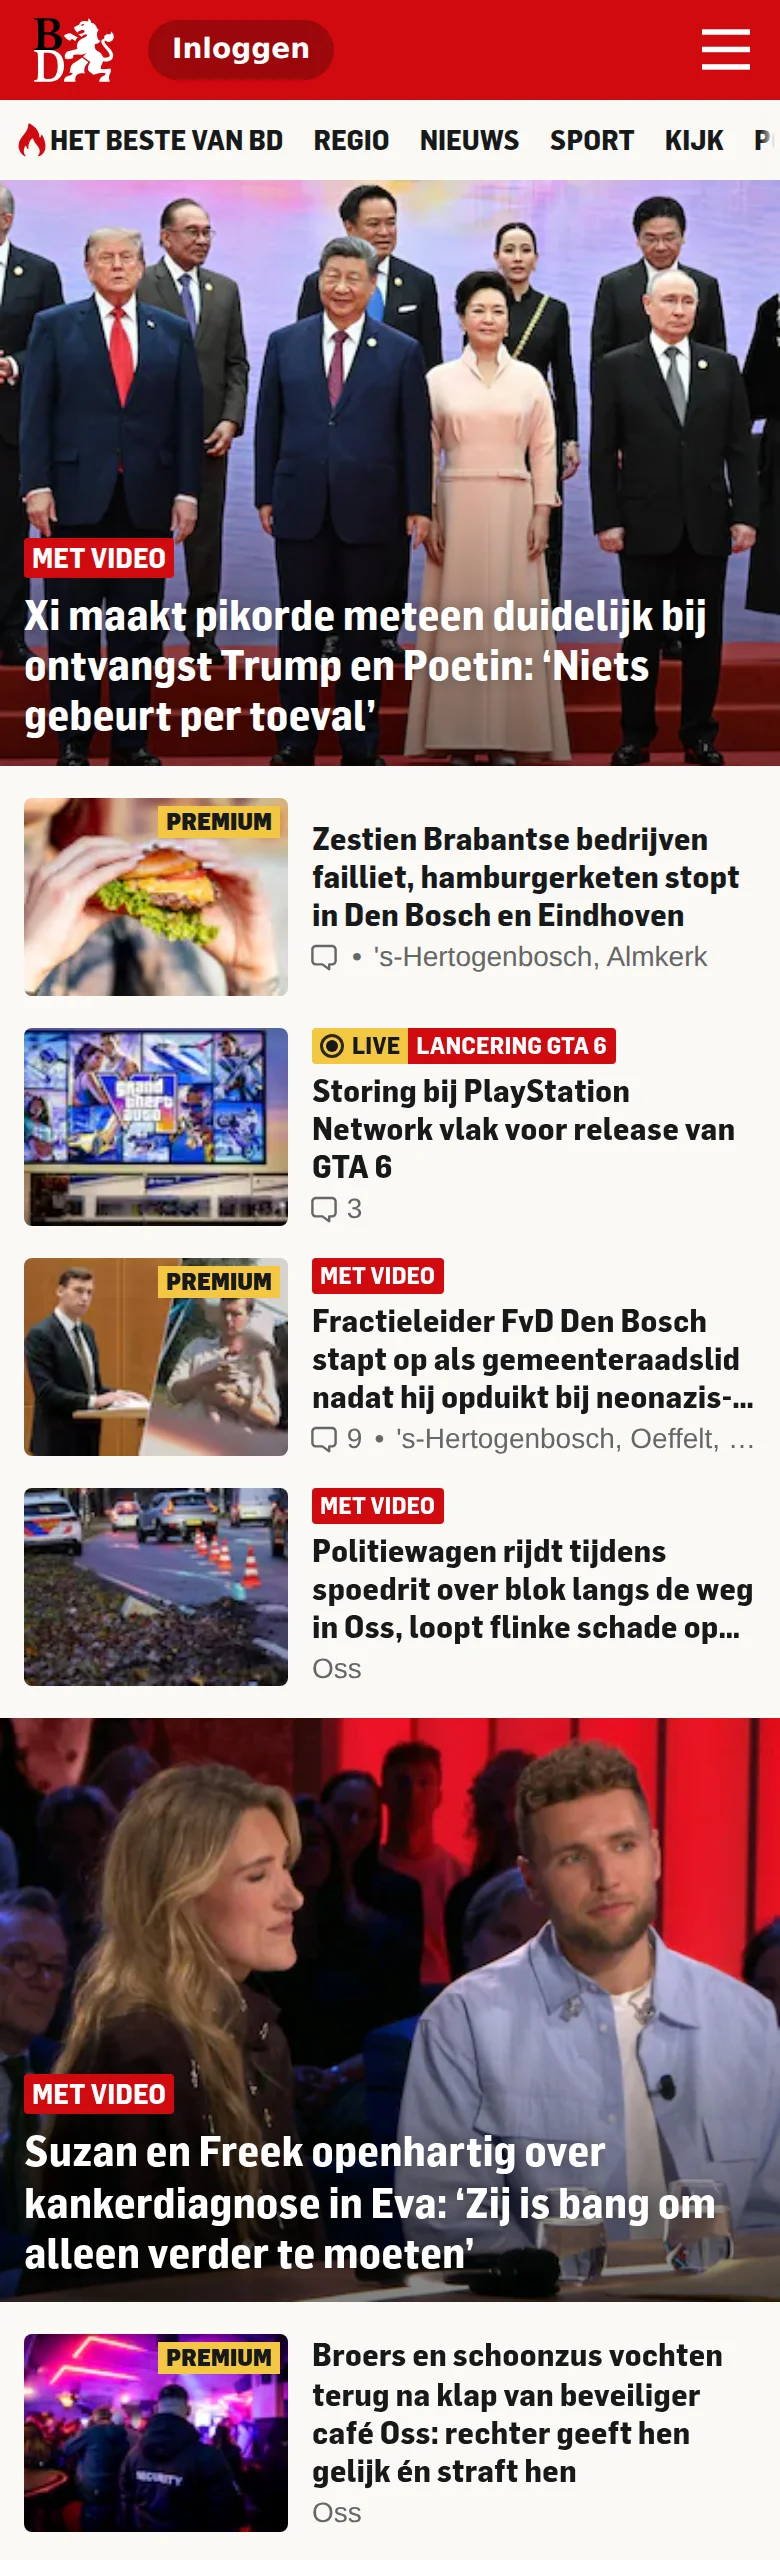 B
D
Inloggen
HET BESTE VAN BD REGIO NIEUWS SPORT KIJK
MET VIDEO
Xi maakt pikorde meteen duidelijk bij
ontvangst Trump en Poetin: ‘Niets
gebeurt per toeval’
PREMIUM
Zestien Brabantse bedrijven
failliet, hamburgerketen stopt
in Den Bosch en Eindhoven
• 's-Hertogenbosch, Almkerk
grand
theft
auto
LIVE LANCERING GTA 6
Storing bij PlayStation
Network vlak voor release van
GTA 6
3
PREMIUM
MET VIDEO
Fractieleider FvD Den Bosch
stapt op als gemeenteraadslid
nadat hij opduikt bij neonazis-...
9 • 's-Hertogenbosch, Oeffelt, …
MET VIDEO
Politiewagen rijdt tijdens
spoedrit over blok langs de weg
in Oss, loopt flinke schade op...
Oss
MET VIDEO
Suzan en Freek openhartig over
kankerdiagnose in Eva: ‘Zij is bang om
alleen verder te moeten’
PREMIUM
SECURITY
Broers en schoonzus vochten
terug na klap van beveiliger
café Oss: rechter geeft hen
gelijk én straft hen
Oss